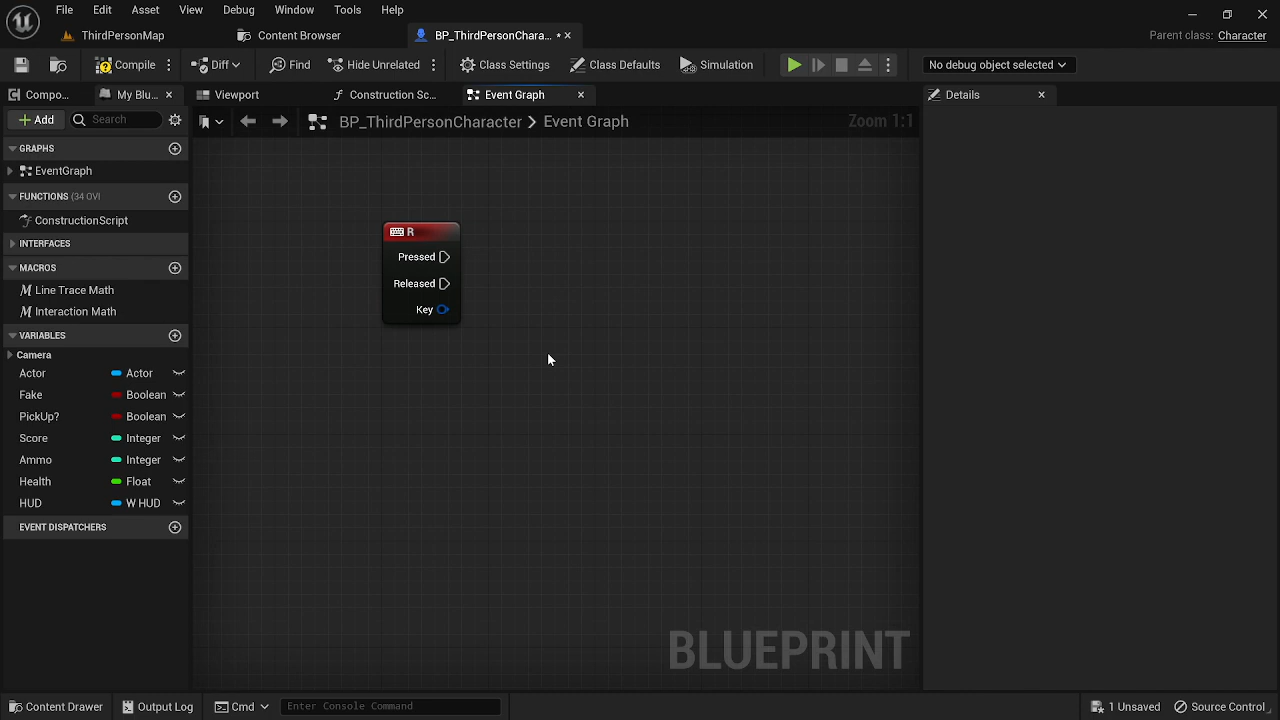 File Edit Asset View Debug Window Tools Help
ThirdPersonMap Content Browser BP_ThirdPersonChara... * Parent class: Character
Compile Diff Find Hide Unrelated Class Settings Class Defaults Simulation No debug object selected
Compo... My Blu... Viewport Construction Sc... Event Graph Details
Add Search BP_ThirdPersonCharacter > Event Graph Zoom 1:1
GRAPHS
EventGraph
FUNCTIONS (34 OVI
ConstructionScript
INTERFACES
MACROS
Line Trace Math
Interaction Math
VARIABLES
Camera
Actor Actor
Fake Boolean
PickUp? Boolean
Score Integer
Ammo Integer
Health Float
HUD W HUD
EVENT DISPATCHERS
R
Pressed
Released
Key
BLUEPRINT
Content Drawer Output Log Cmd Enter Console Command 1 Unsaved Source Control